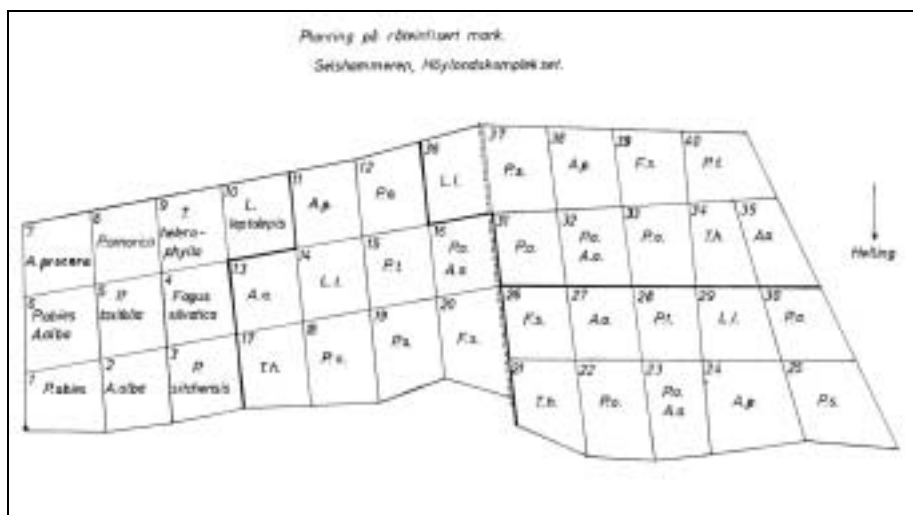 Planting på råteinfisert mark.
Selshammeren, Høylandskomplekset.
37 P.s.
38 A.p.
39 F.s.
40 P.t.
36 L.l.
12
11 A.p.
10 L. leptolepis
9 T. hetero-
phylla
8 P.omorica
7 A.procera
31
32 A.a.
33
34 T.h.
35 A.a.
16 A.a.
15 P.t.
14 L.l.
13 A.a.
4 Fagus
silvatica
5 P.
6 P.abies
A.alba
Helling
26 F.s.
27 A.a.
28 P.t.
29 L.l.
30
20 F.s.
19 P.s.
18
17 T.h.
3 P.
sitchensis
2 A.alba
1 P.abies
21 T.h.
22
23 A.a.
24 A.p.
25 P.s.